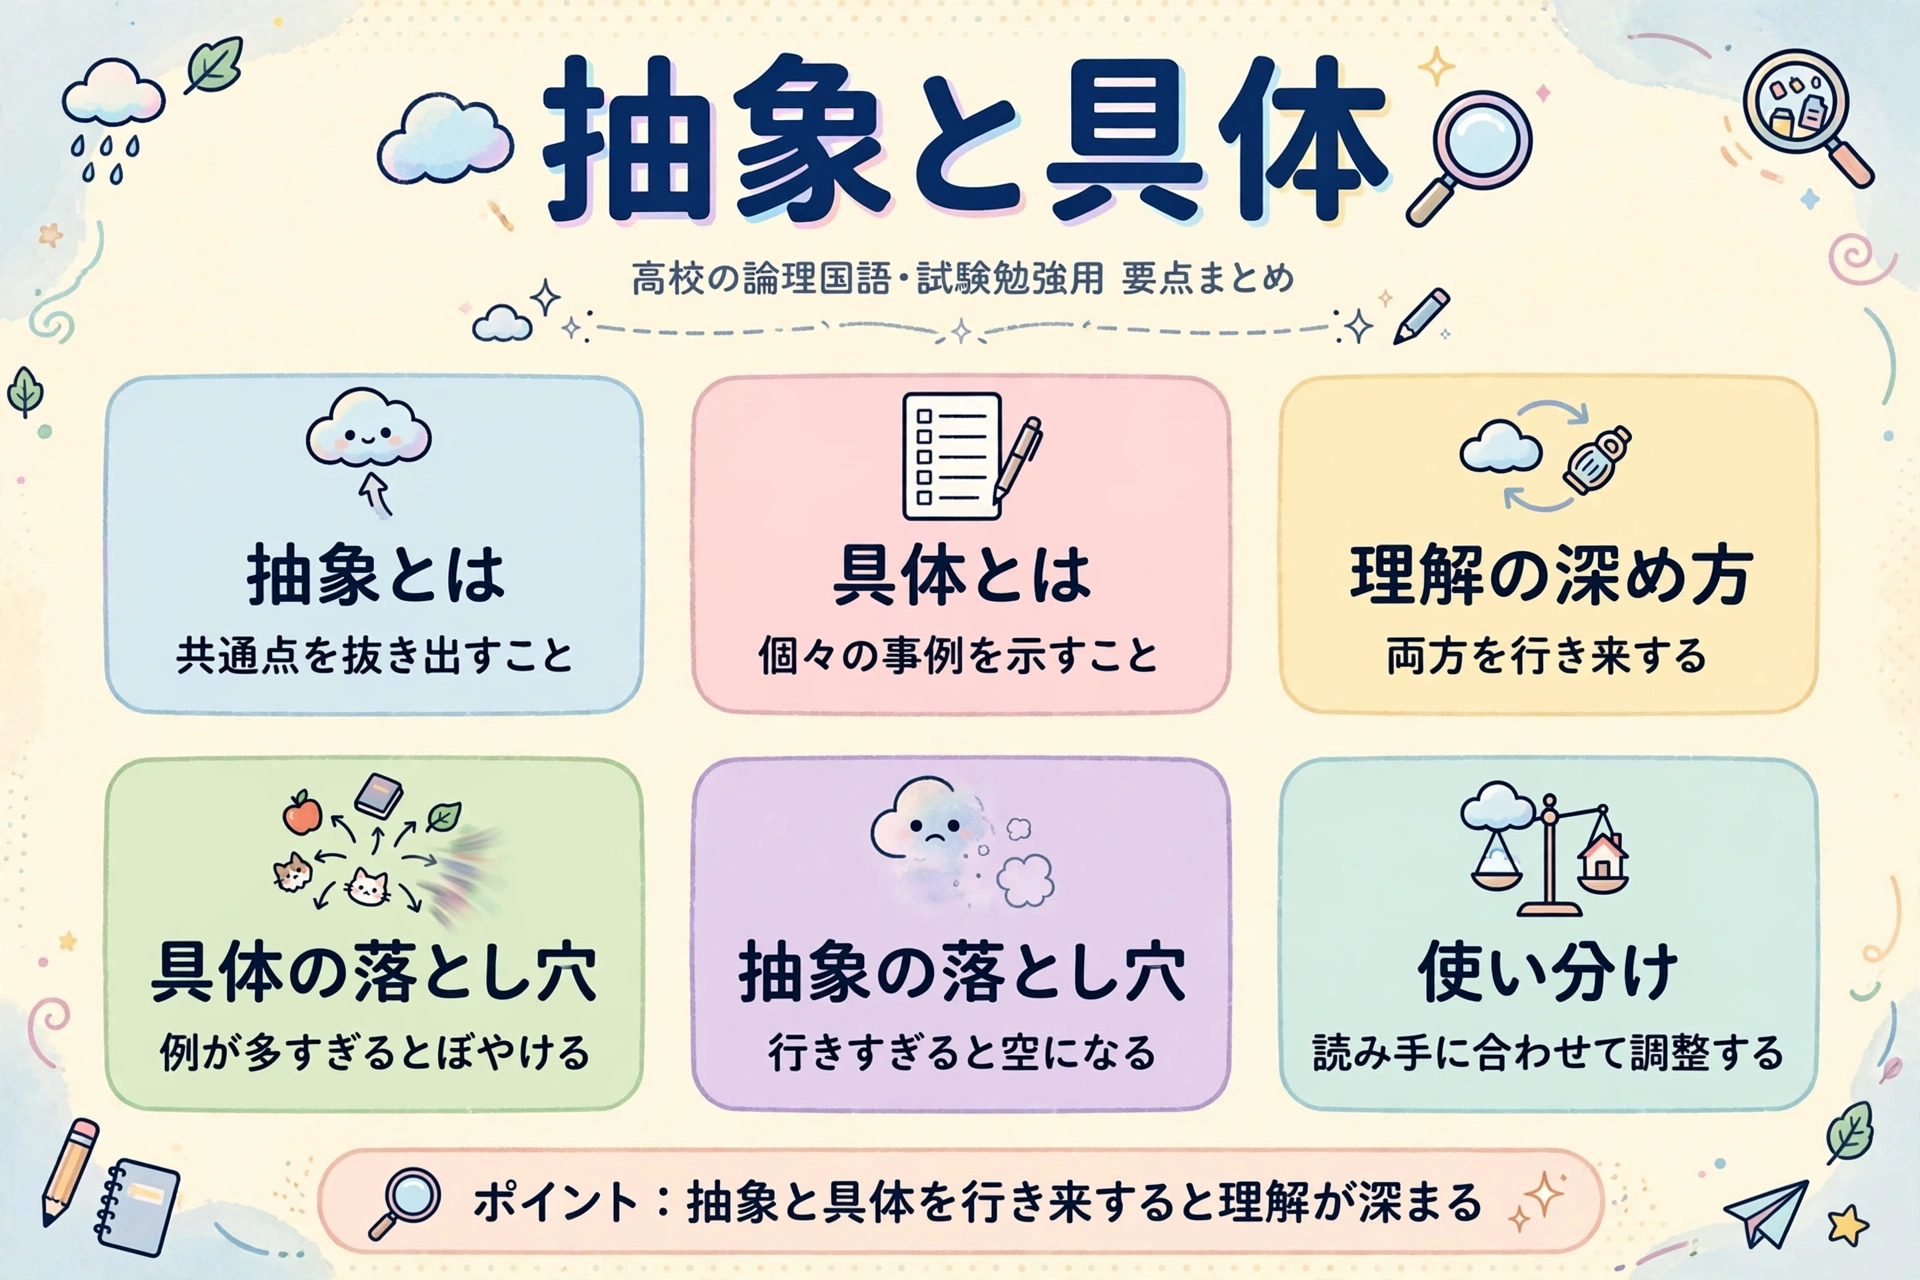 抽象と具体
高校の論理国語・試験勉強用 要点まとめ
抽象とは
共通点を抜き出すこと
具体とは
個々の事例を示すこと
理解の深め方
両方を行き来する
具体の落とし穴
例が多すぎるとぼやける
抽象の落とし穴
行きすぎると空になる
使い分け
読み手に合わせて調整する
ポイント：抽象と具体を行き来すると理解が深まる